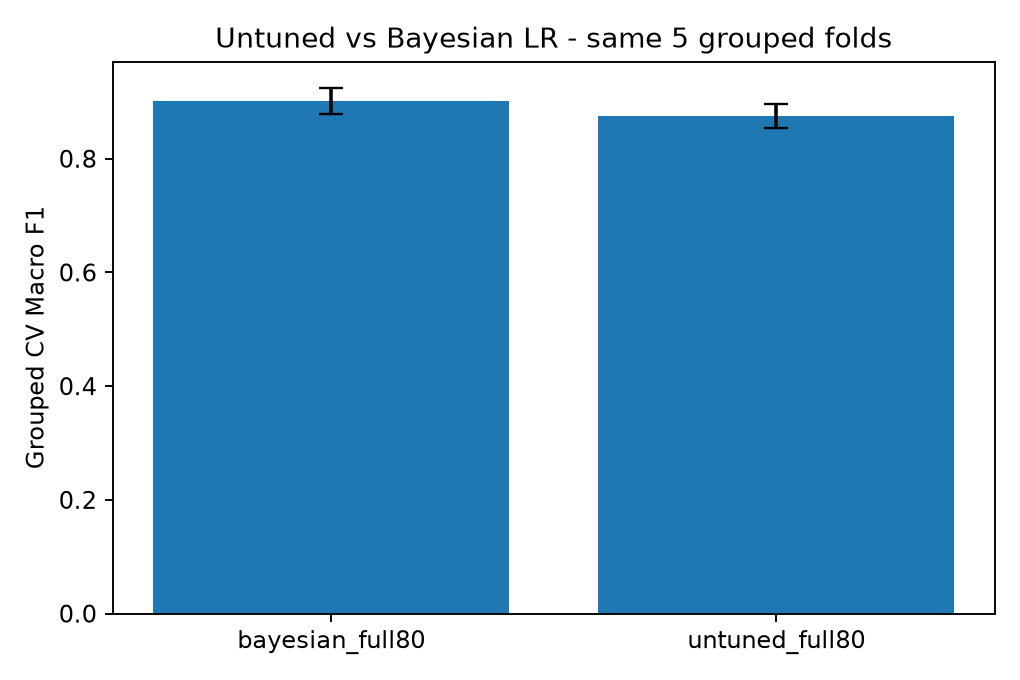 Untuned vs Bayesian LR - same 5 grouped folds
Grouped CV Macro F1
0.8
0.6
0.4
0.2
0.0
bayesian_full80
untuned_full80